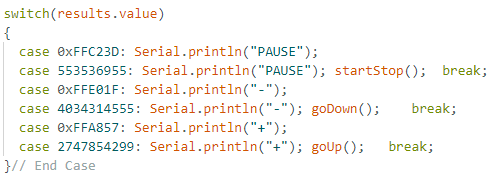 switch(results.value)
{
case 0xFFC23D: Serial.println("PAUSE");
case 553536955: Serial.println("PAUSE"); startStop(); break;
case 0xFFE01F: Serial.println("-");
case 4034314555: Serial.println("-"); goDown(); break;
case 0xFFA857: Serial.println("+");
case 2747854299: Serial.println("+"); goUp(); break;
}// End Case